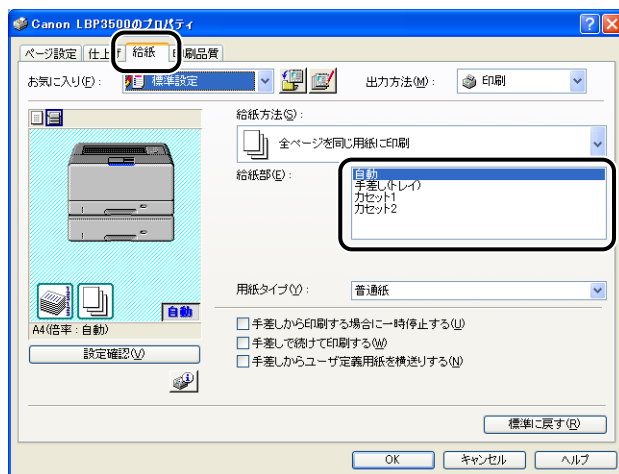 Canon LBP3500のプロパティ
ページ設定 仕上げ 給紙 印刷品質
お気に入り(F): 標準設定 出力方法(M): 印刷
給紙方法(S):
全ページを同じ用紙に印刷
給紙部(E): 自動
手差し(トレイ)
カセット1
カセット2
用紙タイプ(Y): 普通紙
自動
A4(倍率:自動)
設定確認(V)
手差しから印刷する場合に一時停止する(U)
手差しで続けて印刷する(W)
手差しからユーザ定義用紙を横送りする(N)
標準に戻す(R)
OK キャンセル ヘルプ